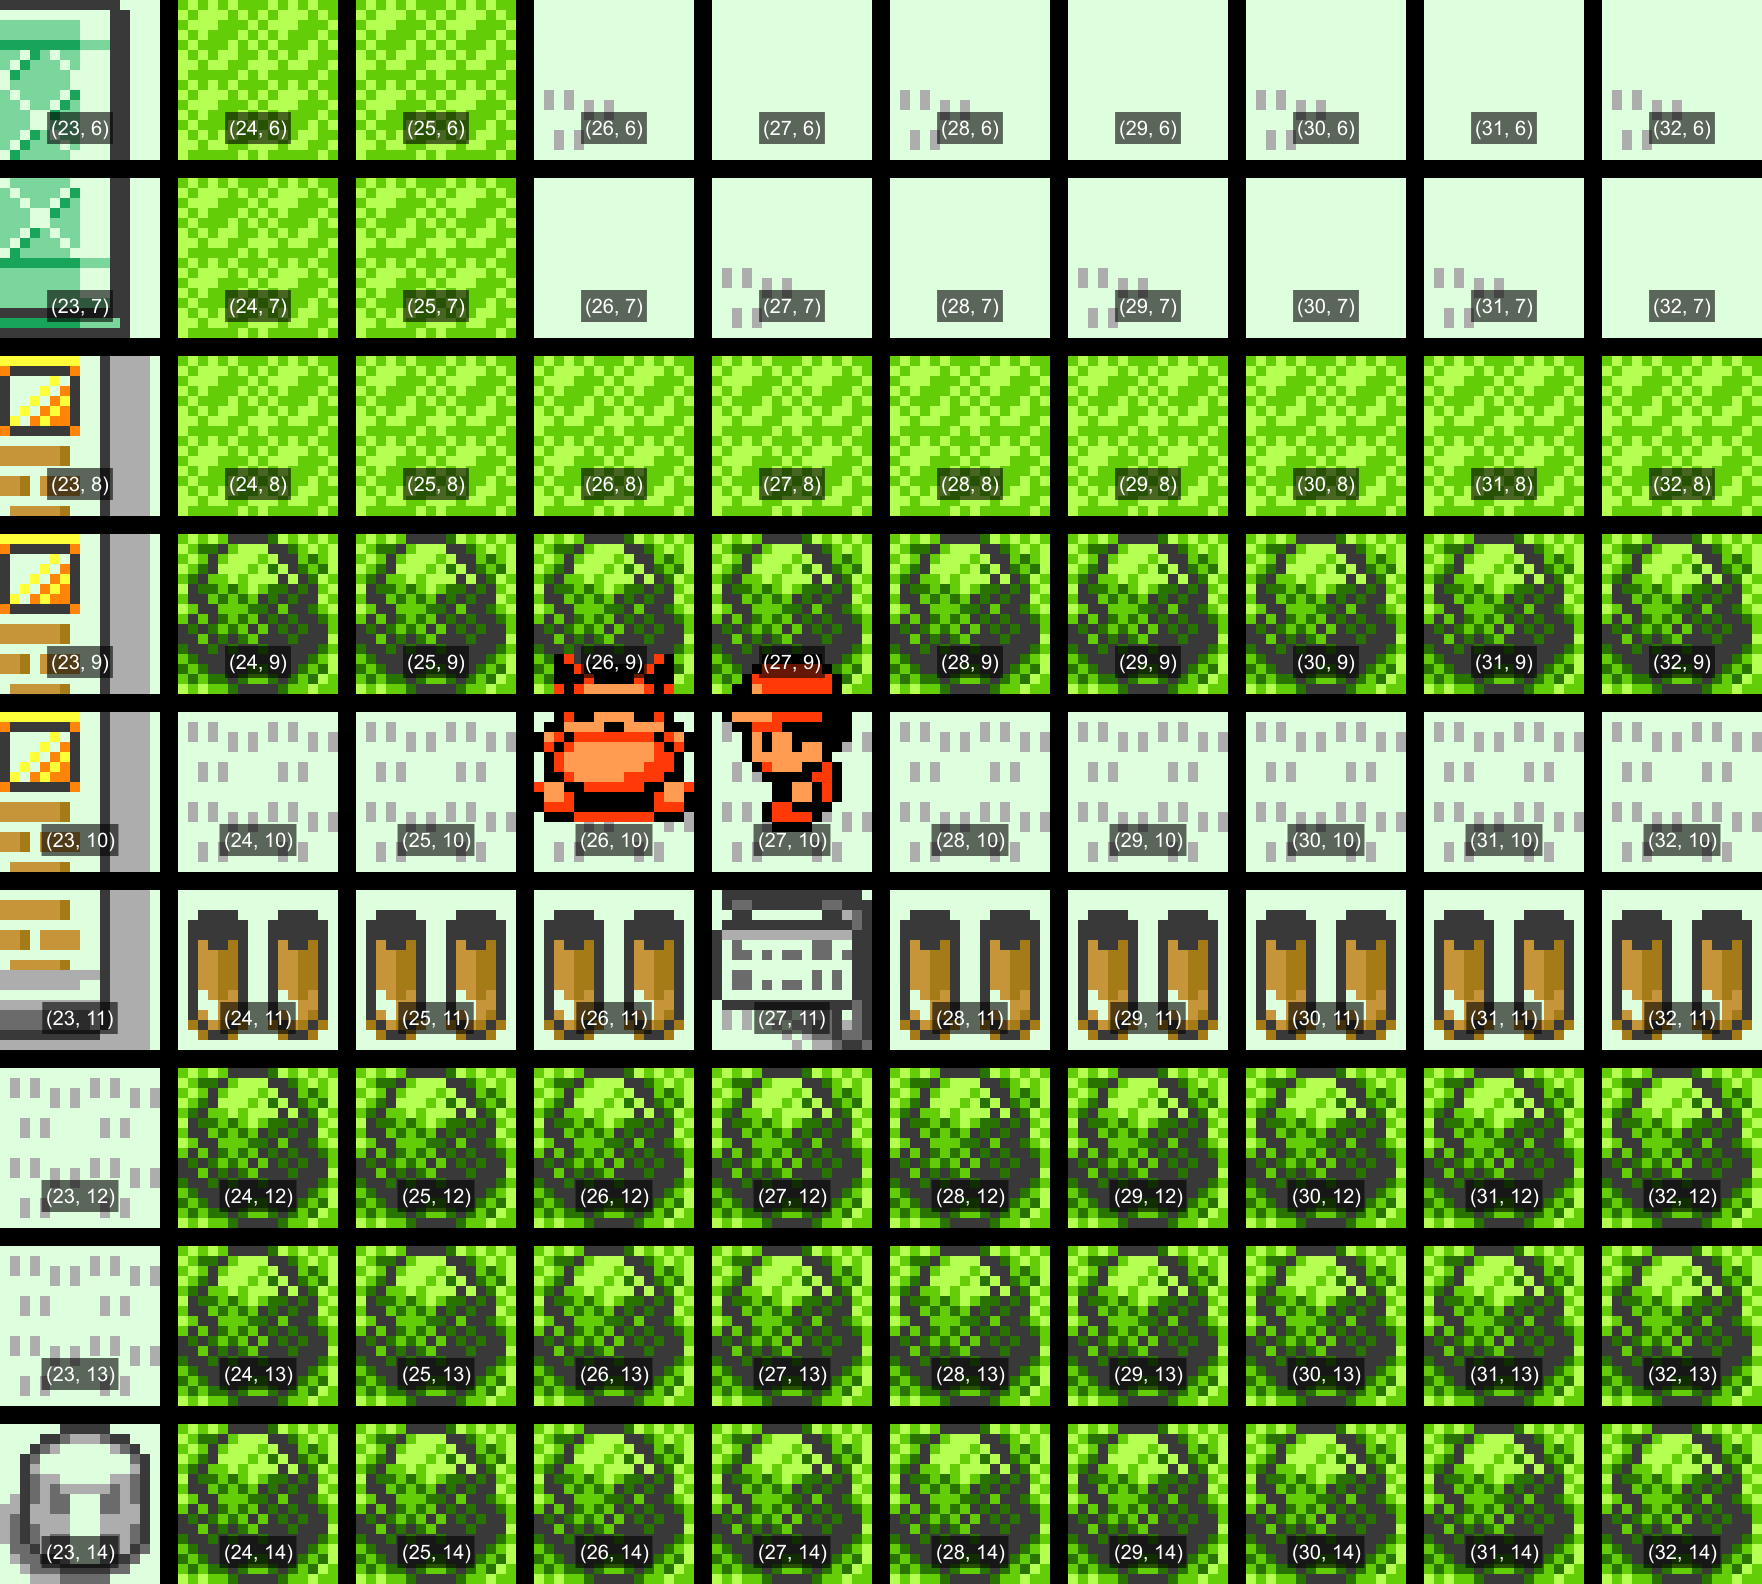 (23, 6) (24, 6) (25, 6) (26, 6) (27, 6) (28, 6) (29, 6) (30, 6) (31, 6) (32, 6)
(23, 7) (24, 7) (25, 7) (26, 7) (27, 7) (28, 7) (29, 7) (30, 7) (31, 7) (32, 7)
(23, 8) (24, 8) (25, 8) (26, 8) (27, 8) (28, 8) (29, 8) (30, 8) (31, 8) (32, 8)
(23, 9) (24, 9) (25, 9) (26, 9) (27, 9) (28, 9) (29, 9) (30, 9) (31, 9) (32, 9)
(23, 10) (24, 10) (25, 10) (26, 10) (27, 10) (28, 10) (29, 10) (30, 10) (31, 10) (32, 10)
(23, 11) (24, 11) (25, 11) (26, 11) (27, 11) (28, 11) (29, 11) (30, 11) (31, 11) (32, 11)
(23, 12) (24, 12) (25, 12) (26, 12) (27, 12) (28, 12) (29, 12) (30, 12) (31, 12) (32, 12)
(23, 13) (24, 13) (25, 13) (26, 13) (27, 13) (28, 13) (29, 13) (30, 13) (31, 13) (32, 13)
(23, 14) (24, 14) (25, 14) (26, 14) (27, 14) (28, 14) (29, 14) (30, 14) (31, 14) (32, 14)